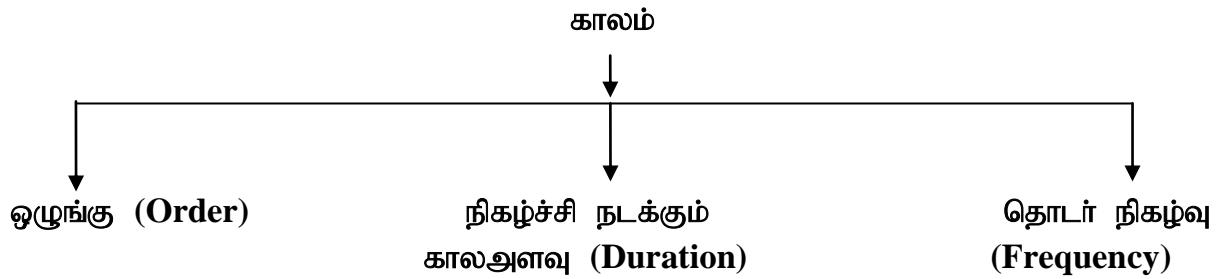 காலம்
ஒழுங்கு (Order)
நிகழ்ச்சி நடக்கும்
காலஅளவு (Duration)
தொடர் நிகழ்வு
(Frequency)